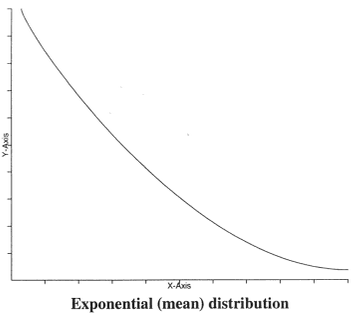 Y-Axis
X-Axis
Exponential (mean) distribution